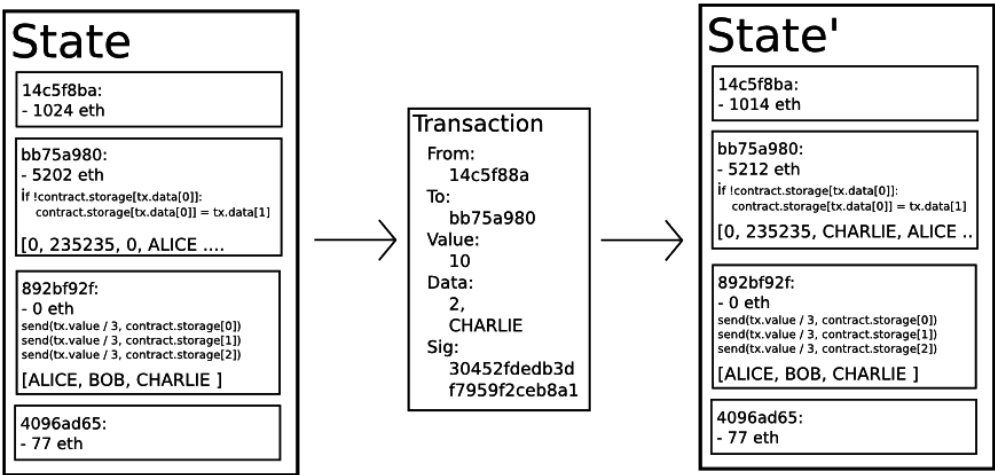 State
14c5f8ba:
- 1024 eth
bb75a980:
- 5202 eth
if !contract.storage[tx.data[0]]:
contract.storage[tx.data[0]] = tx.data[1]
[0, 235235, 0, ALICE ....
892bf92f:
- 0 eth
send(tx.value / 3, contract.storage[0])
send(tx.value / 3, contract.storage[1])
send(tx.value / 3, contract.storage[2])
[ALICE, BOB, CHARLIE ]
4096ad65:
- 77 eth
Transaction
From:
14c5f88a
To:
bb75a980
Value:
10
Data:
2,
CHARLIE
Sig:
30452fdedb3d
f7959f2ceb8a1
State'
14c5f8ba:
- 1014 eth
bb75a980:
- 5212 eth
if !contract.storage[tx.data[0]]:
contract.storage[tx.data[0]] = tx.data[1]
[0, 235235, CHARLIE, ALICE ..
892bf92f:
- 0 eth
send(tx.value / 3, contract.storage[0])
send(tx.value / 3, contract.storage[1])
send(tx.value / 3, contract.storage[2])
[ALICE, BOB, CHARLIE ]
4096ad65:
- 77 eth